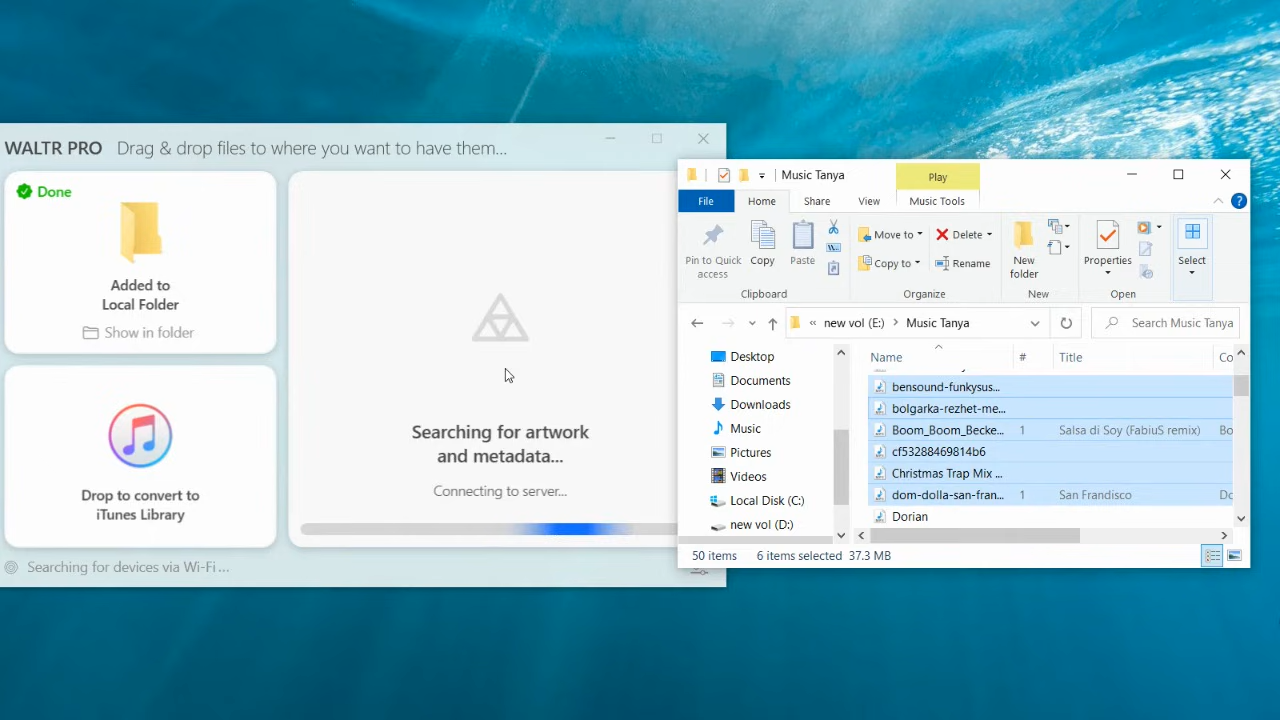 WALTR PRO Drag & drop files to where you want to have them...
Done
Added to
Local Folder
Show in folder
Drop to convert to
iTunes Library
Searching for artwork
and metadata...
Connecting to server...
Searching for devices via Wi-Fi ...
Music Tanya
Play
File Home Share View Music Tools
Pin to Quick
access
Copy
Paste
Clipboard
Move to
Copy to
Delete
Rename
Organize
New
folder
New
Properties
Open
Select
« new vol (E:) Music Tanya
Search Music Tanya
Desktop
Documents
Downloads
Music
Pictures
Videos
Local Disk (C:)
new vol (D:)
Name # Title Co
bensound-funkysus...
bolgarka-rezhet-me...
Boom_Boom_Becke... 1 Salsa di Soy (FabiuS remix) Bo
cf53288469814b6
Christmas Trap Mix ...
dom-dolla-san-fran... 1 San Frandisco Do
Dorian
50 items 6 items selected 37.3 MB